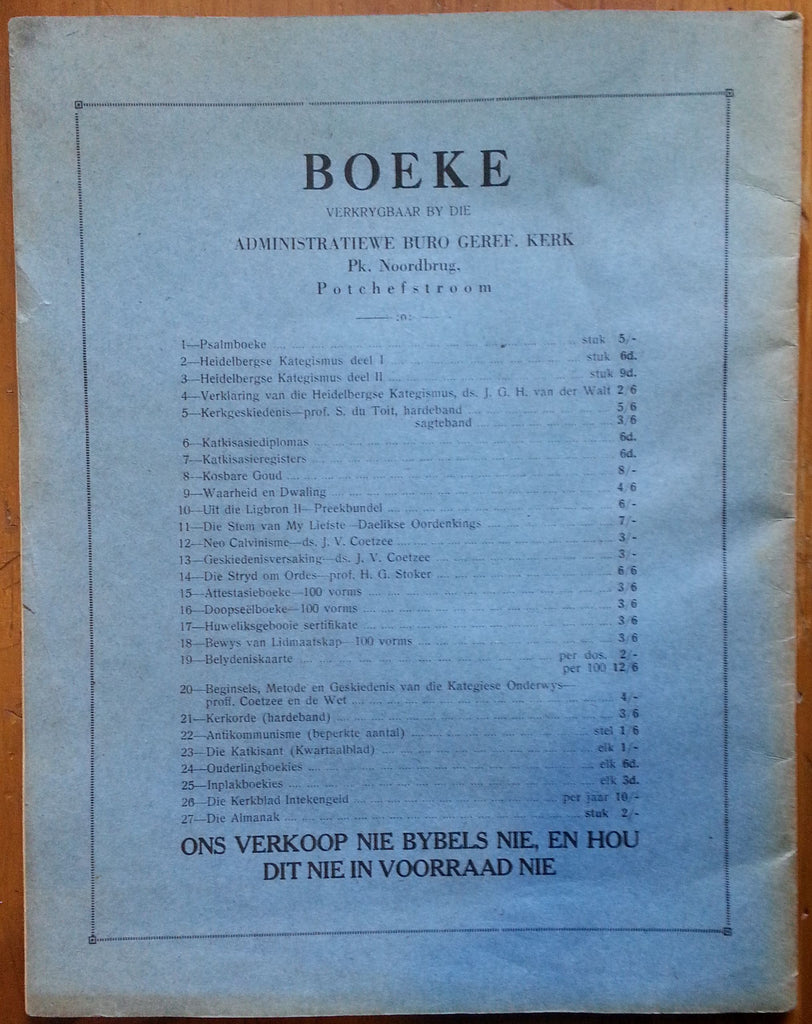 BOEKE
VERKRYGBAAR BY DIE
ADMINISTRATIEWE BURO GEREF. KERK
Pk. Noordbrug.
Potchefstroom
:o:
1—Psalmboeke .... stuk 5/-
2—Heidelbergse Kategismus deel I .... stuk 6d.
3—Heidelbergse Kategismus deel II .... stuk 9d.
4—Verklaring van die Heidelbergse Kategismus, ds. J. G. H. van der Walt 2/6
5—Kerkgeskiedenis—prof. S. du Toit, hardeband .... 5/6
sagteband .... 3/6
6—Katkisasiediplomas .... 6d.
7—Katkisasieregisters .... 6d.
8—Kosbare Goud .... 8/-
9—Waarheid en Dwaling .... 4/6
10—Uit die Ligbron II—Preekbundel .... 6/-
11—Die Stem van My Liefste—Daelikse Oordenkings .... 7/-
12—Neo Calvinisme—ds. J. V. Coetzee .... 3/-
13—Geskiedenisversaking—ds. J. V. Coetzee .... 3/-
14—Die Stryd om Ordes—prof. H. G. Stoker .... 6/6
15—Attestasieboeke—100 vorms .... 3/6
16—Doopseëlboeke—100 vorms .... 3/6
17—Huweliksgebooie sertifikate .... 3/6
18—Bewys van Lidmaatskap—100 vorms .... 3/6
19—Belydeniskaarte .... per dos. 2/-
per 100 12/6
20—Beginsels, Metode en Geskiedenis van die Kategiese Onderwys—
proff. Coetzee en de Wet .... 4/-
21—Kerkorde (hardeband) .... 3/6
22—Antikommunisme (beperkte aantal) .... stel 1/6
23—Die Katkisant (Kwartaalblad) .... elk 1/-
24—Ouderlingboekies .... elk 6d.
25—Inplakboekies .... elk 3d.
26—Die Kerkblad Intekengeld .... per jaar 10/-
27—Die Almanak .... stuk 2/-
ONS VERKOOP NIE BYBELS NIE, EN HOU
DIT NIE IN VOORRAAD NIE